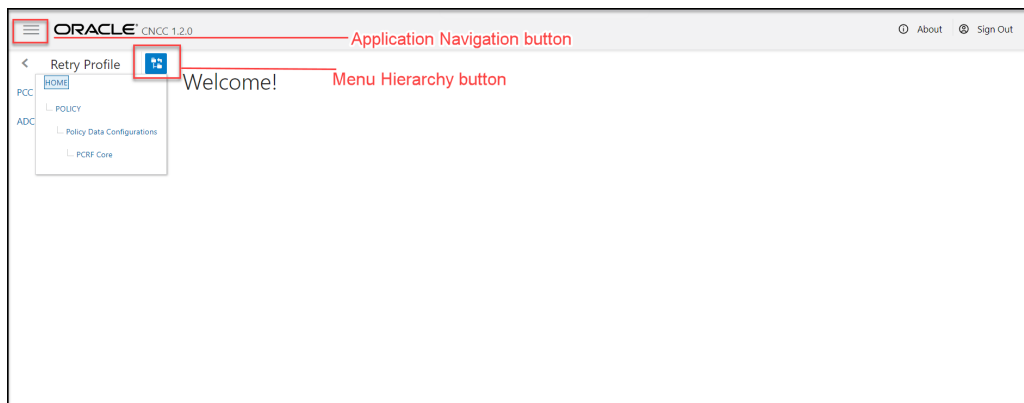 ORACLE® CNCC 1.2.0
About
Sign Out
Application Navigation button
Retry Profile
Menu Hierarchy button
Welcome!
HOME
PCC
POLICY
ADC
Policy Data Configurations
PCRF Core